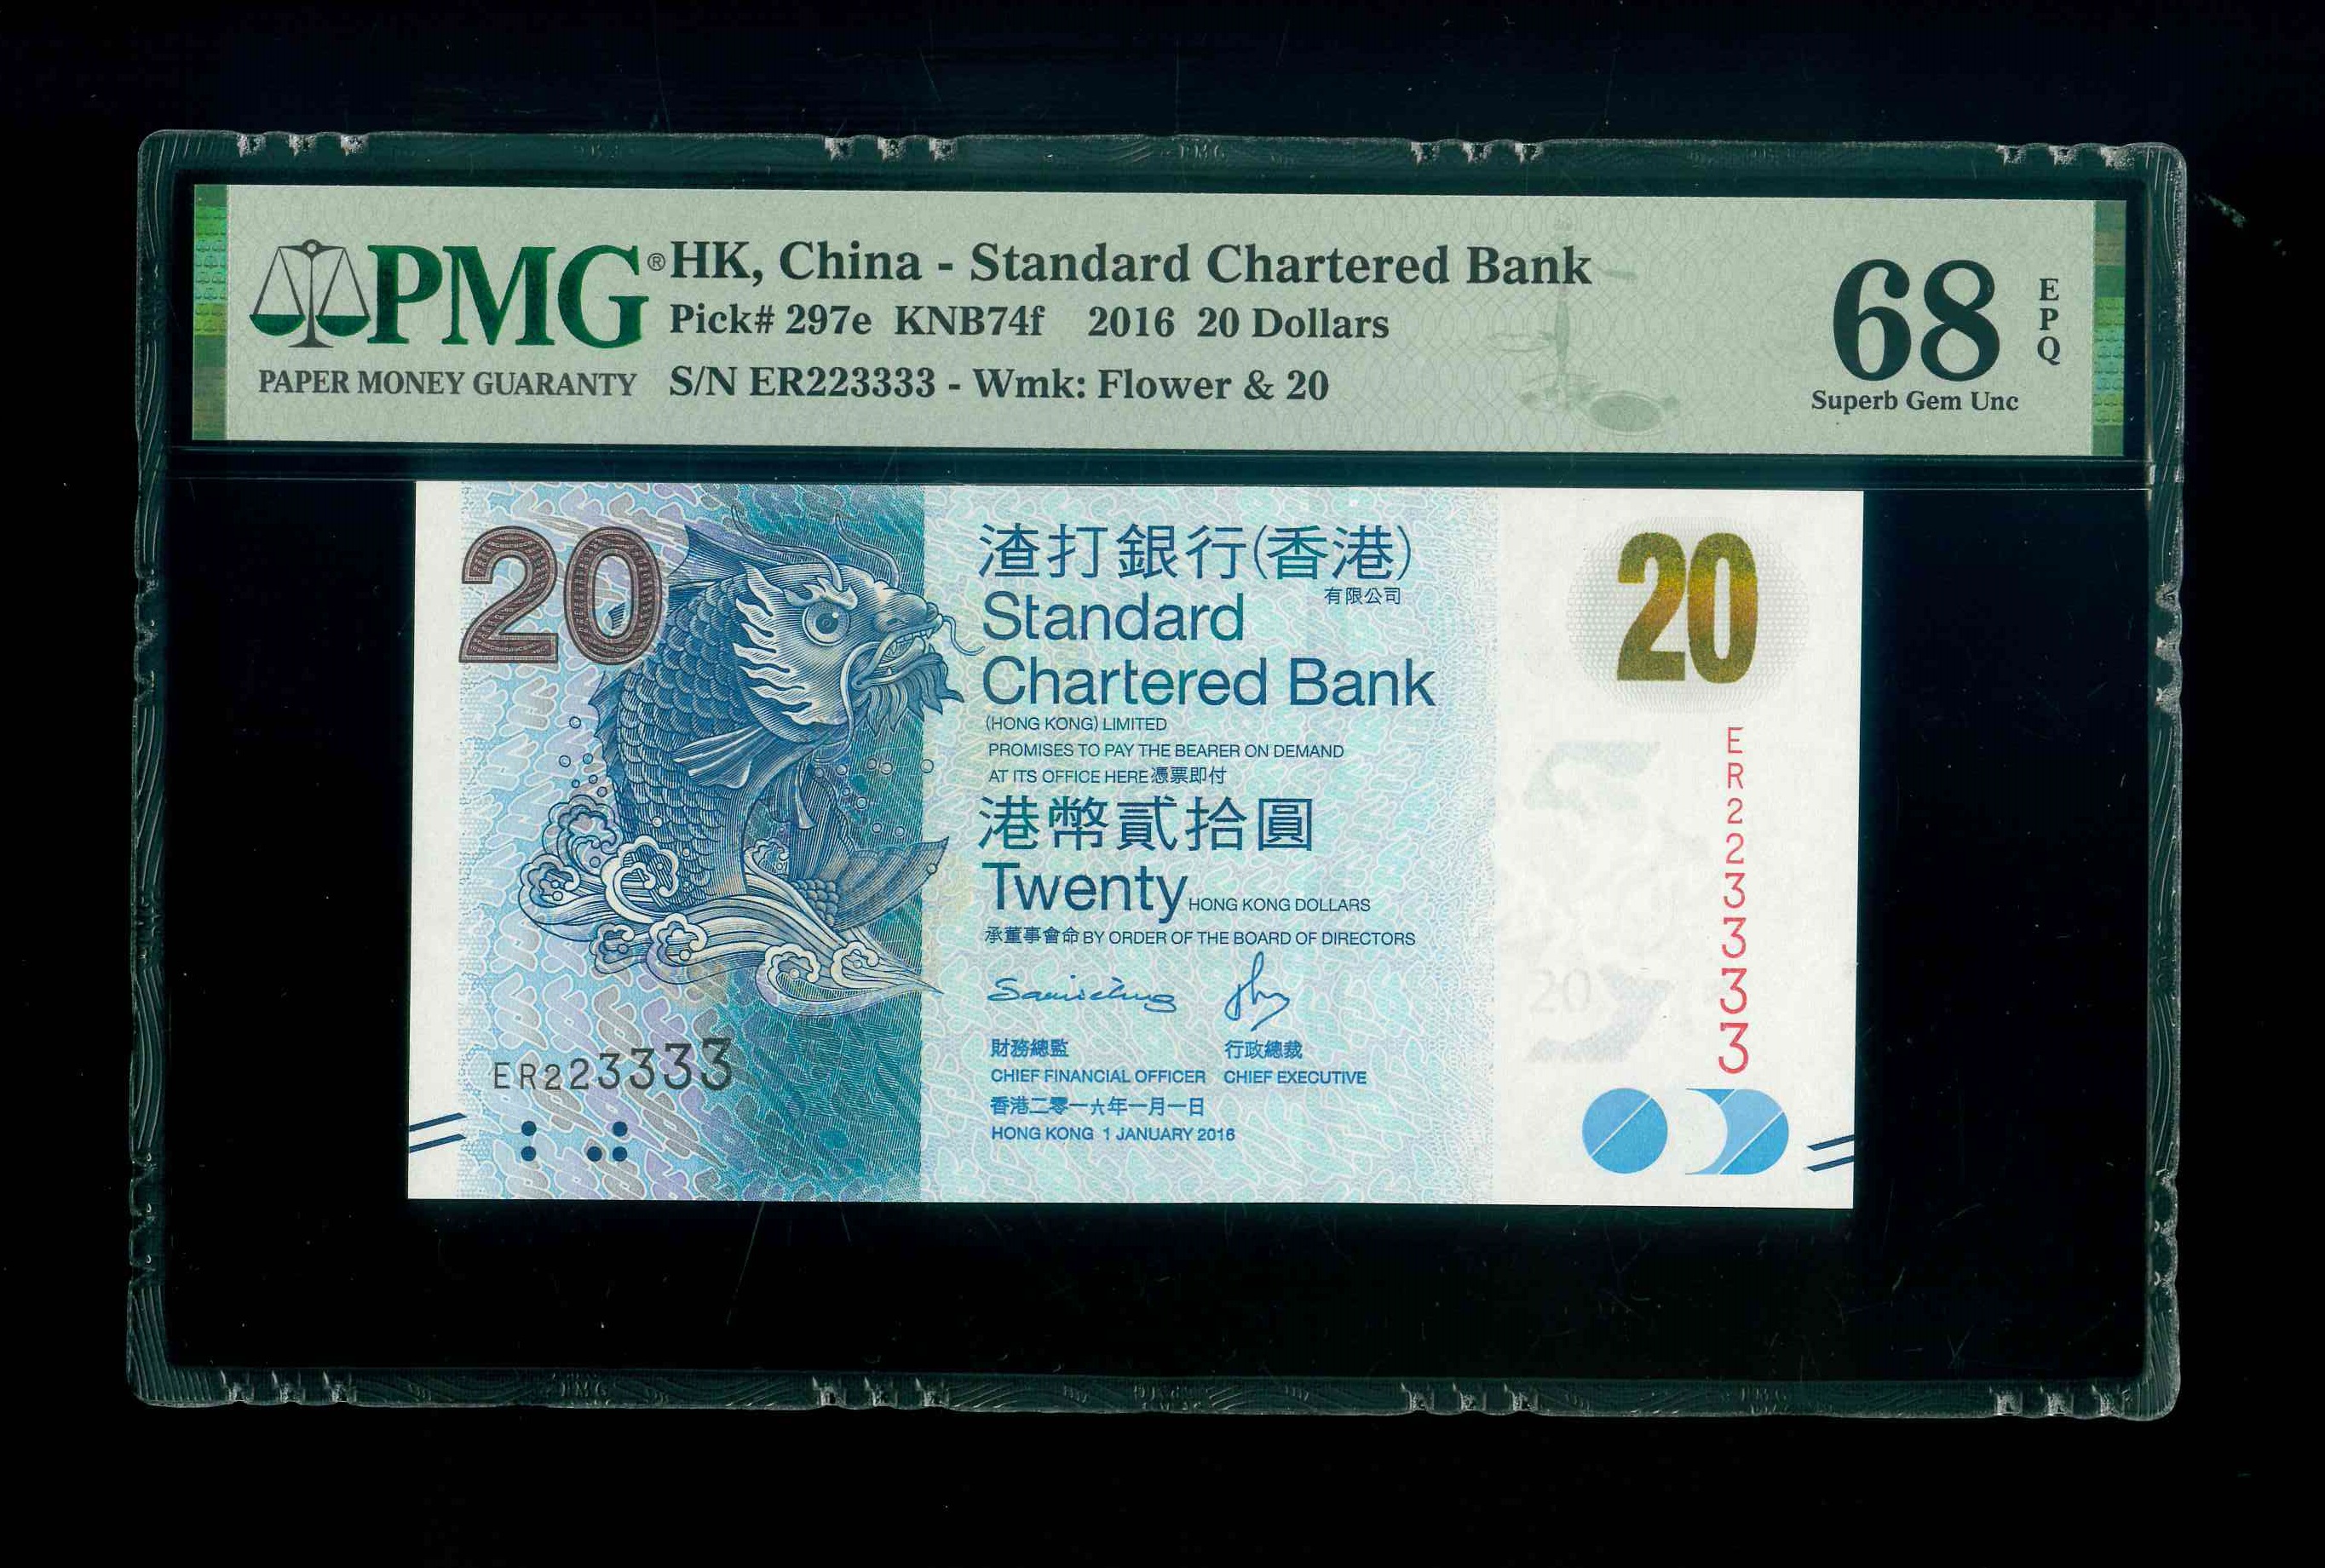 PMG®
PAPER MONEY GUARANTY
HK, China - Standard Chartered Bank
Pick# 297e KNB74f 2016 20 Dollars
S/N ER223333 - Wmk: Flower & 20
68
EPQ
Superb Gem Unc
20
渣打銀行(香港)
有限公司
Standard
Chartered Bank
(HONG KONG) LIMITED
PROMISES TO PAY THE BEARER ON DEMAND
AT ITS OFFICE HERE憑票即付
港幣貳拾圓
Twenty HONG KONG DOLLARS
承董事會命 BY ORDER OF THE BOARD OF DIRECTORS
財務總監 行政總裁
CHIEF FINANCIAL OFFICER CHIEF EXECUTIVE
香港二零一六年一月一日
HONG KONG 1 JANUARY 2016
ER223333
20
ER223333
20